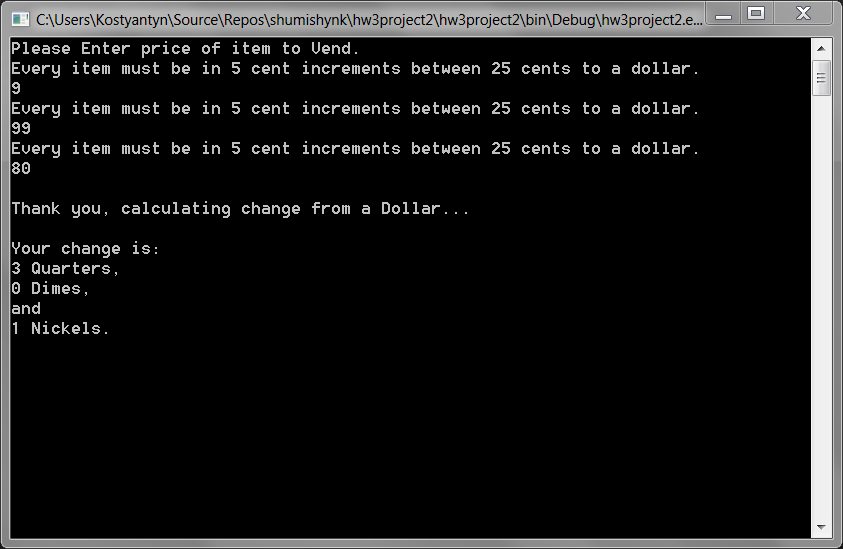 C:\Users\Kostyantyn\Source\Repos\shumishynk\hw3project2\hw3project2\bin\Debug\hw3project2.e...
Please Enter price of item to Vend.
Every item must be in 5 cent increments between 25 cents to a dollar.
9
Every item must be in 5 cent increments between 25 cents to a dollar.
99
Every item must be in 5 cent increments between 25 cents to a dollar.
80
Thank you, calculating change from a Dollar...
Your change is:
3 Quarters,
0 Dimes,
and
1 Nickels.